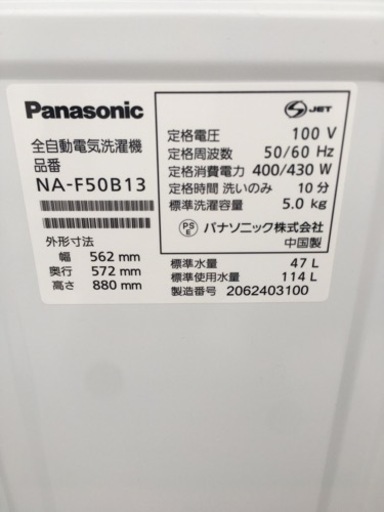 Panasonic
全自動電気洗濯機
品番
NA-F50B13
外形寸法
幅 562 mm
奥行 572 mm
高さ 880 mm
S JET
定格電圧 100 V
定格周波数 50/60 Hz
定格消費電力 400/430 W
定格時間 洗いのみ 10分
標準洗濯容量 5.0 kg
PS E パナソニック株式会社
中国製
標準水量 47 L
標準使用水量 114 L
製造番号 2062403100